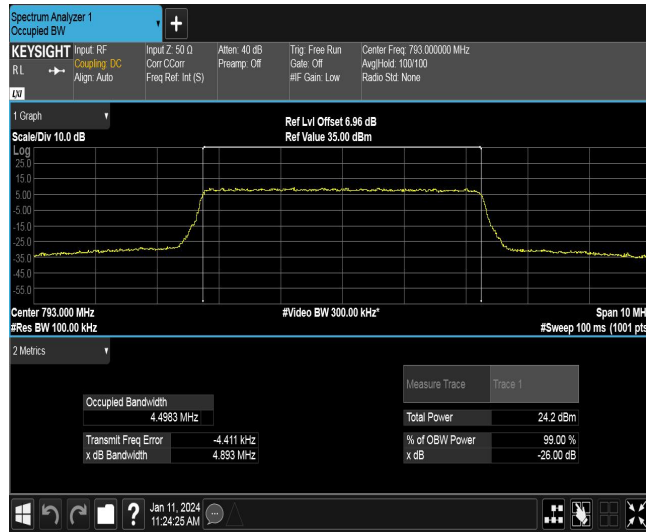 Spectrum Analyzer 1
Occupied BW
KEYSIGHT
RL
LXI
Input: RF
Coupling: DC
Align: Auto
Input Z: 50 Ω
Corr CCorr
Freq Ref: Int (S)
Atten: 40 dB
Preamp: Off
Trig: Free Run
Gate: Off
#IF Gain: Low
Center Freq: 793.000000 MHz
Avg|Hold: 100/100
Radio Std: None
1 Graph
Scale/Div 10.0 dB
Ref Lvl Offset 6.96 dB
Ref Value 35.00 dBm
Log
25.0
15.0
5.00
-5.00
-15.0
-25.0
-35.0
-45.0
-55.0
Center 793.000 MHz
#Video BW 300.00 kHz*
Span 10 MH
#Res BW 100.00 kHz
#Sweep 100 ms (1001 pts
2 Metrics
Measure Trace Trace 1
Occupied Bandwidth
4.4983 MHz
Total Power 24.2 dBm
Transmit Freq Error -4.411 kHz
% of OBW Power 99.00 %
x dB Bandwidth 4.893 MHz
x dB -26.00 dB
?
Jan 11, 2024
11:24:25 AM